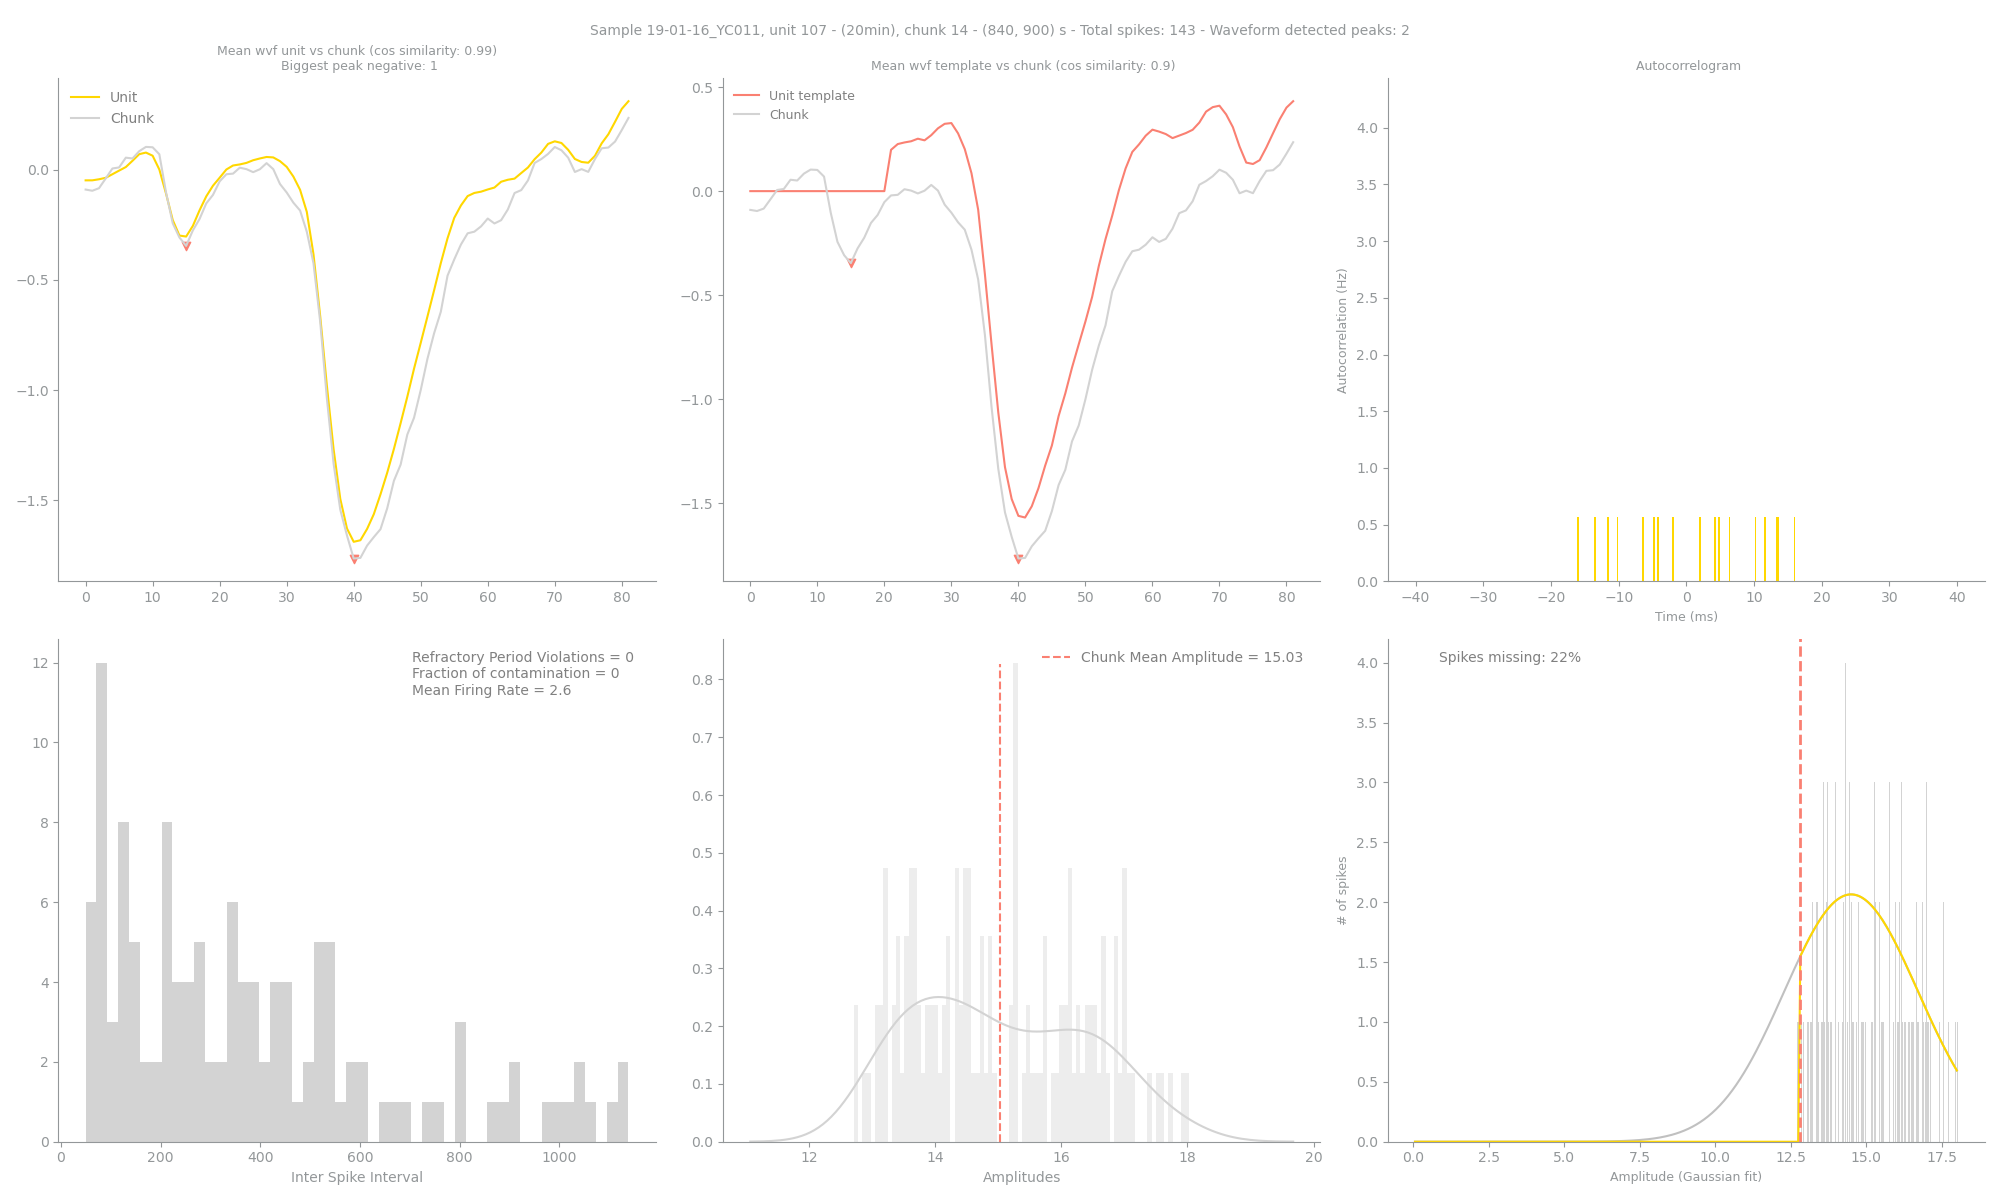 Sample 19-01-16_YC011, unit 107 - (20min), chunk 14 - (840, 900) s - Total spikes: 143 - Waveform detected peaks: 2
Mean wvf unit vs chunk (cos similarity: 0.99)
Biggest peak negative: 1
Unit
Chunk
0.0
−0.5
−1.0
−1.5
0 10 20 30 40 50 60 70 80
Mean wvf template vs chunk (cos similarity: 0.9)
Unit template
Chunk
0.5
0.0
−0.5
−1.0
−1.5
0 10 20 30 40 50 60 70 80
Autocorrelogram
Autocorrelation (Hz)
4.0
3.5
3.0
2.5
2.0
1.5
1.0
0.5
0.0
−40 −30 −20 −10 0 10 20 30 40
Time (ms)
Refractory Period Violations = 0
Fraction of contamination = 0
Mean Firing Rate = 2.6
12
10
8
6
4
2
0
0 200 400 600 800 1000
Inter Spike Interval
Chunk Mean Amplitude = 15.03
0.8
0.7
0.6
0.5
0.4
0.3
0.2
0.1
0.0
12 14 16 18 20
Amplitudes
Spikes missing: 22%
# of spikes
4.0
3.5
3.0
2.5
2.0
1.5
1.0
0.5
0.0
0.0 2.5 5.0 7.5 10.0 12.5 15.0 17.5
Amplitude (Gaussian fit)